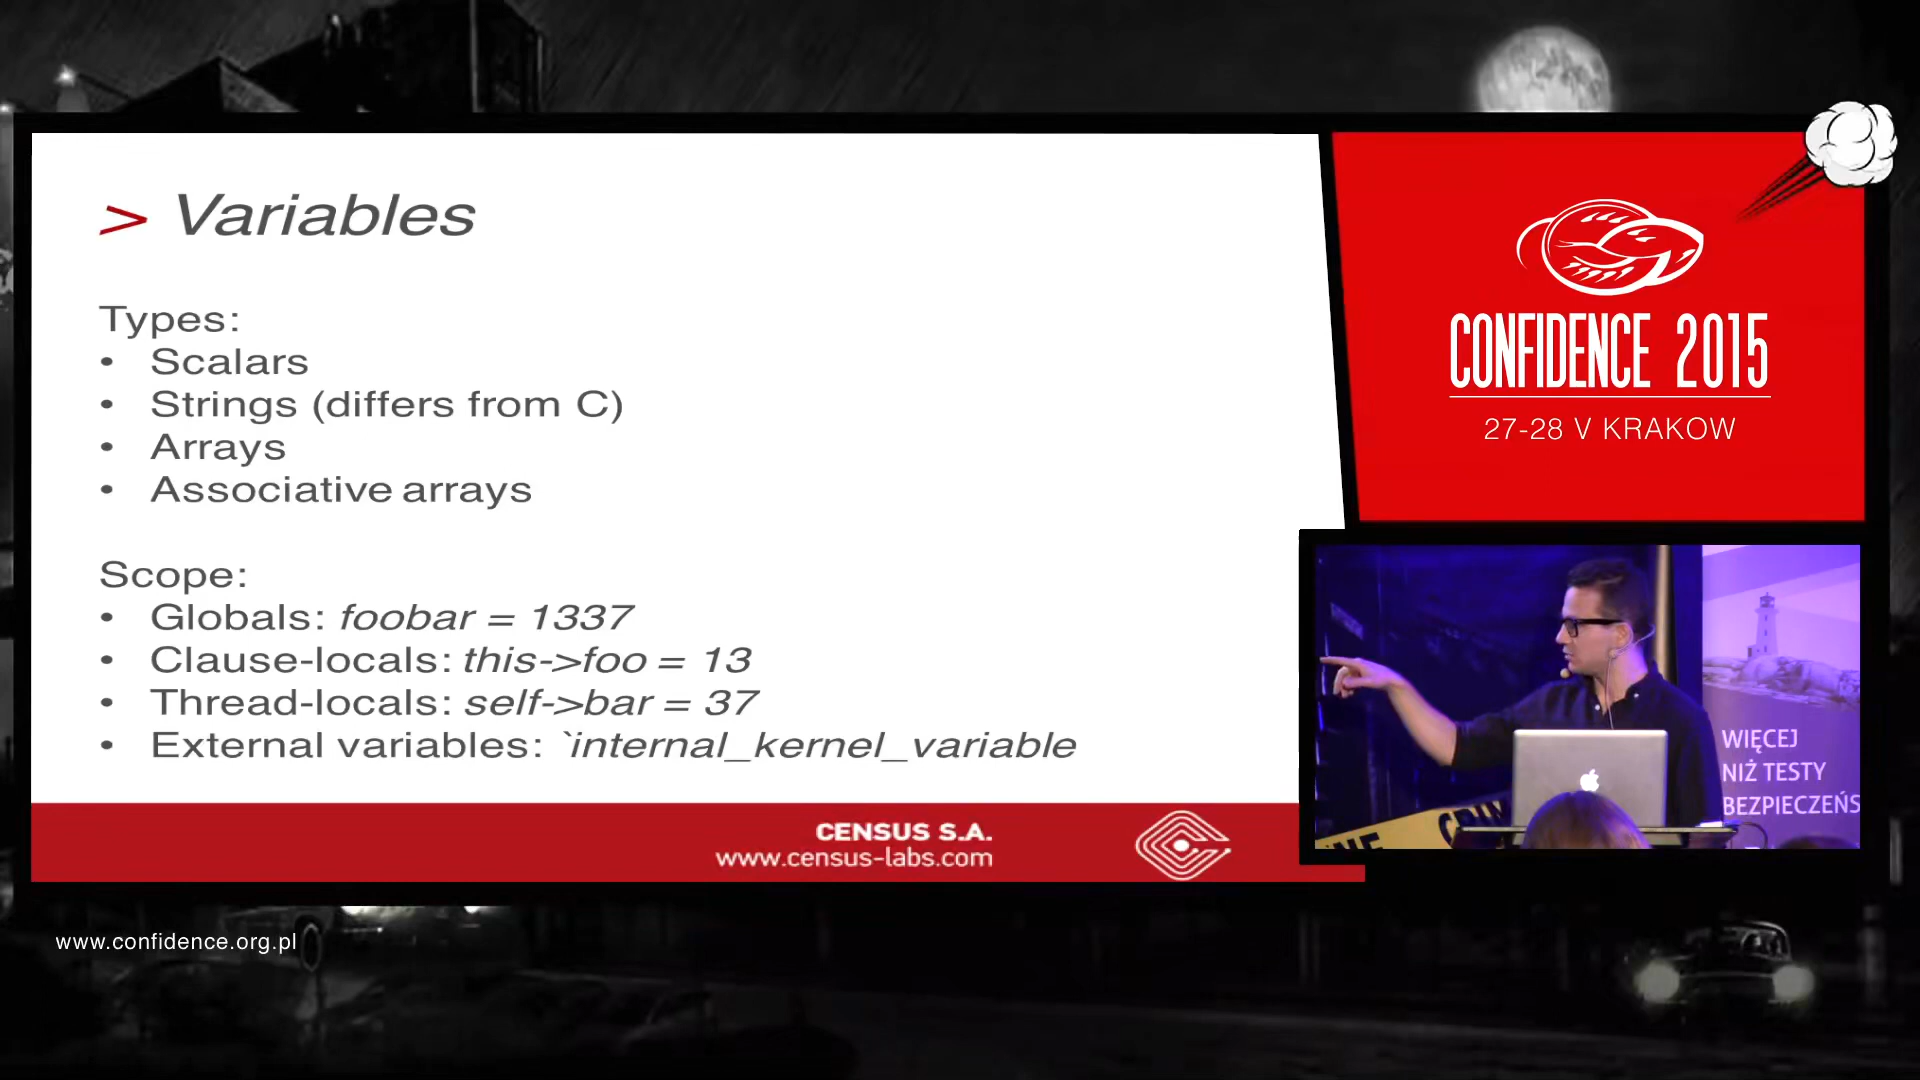 > Variables
Types:
• Scalars
• Strings (differs from C)
• Arrays
• Associative arrays
Scope:
• Globals: foobar = 1337
• Clause-locals: this->foo = 13
• Thread-locals: self->bar = 37
• External variables: `internal_kernel_variable
CENSUS S.A.
www.census-labs.com
CONFIDENCE 2015
27-28 V KRAKOW
WIĘCEJ
NIŻ TESTY
BEZPIECZEŃS
www.confidence.org.pl